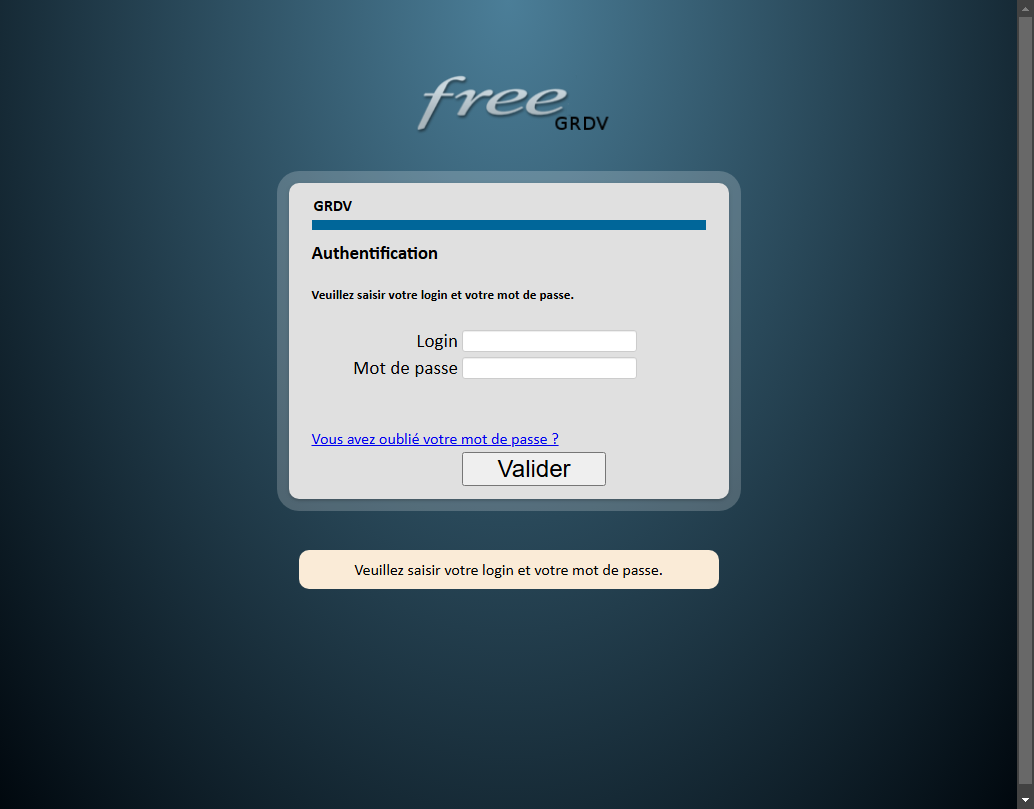 free
GRDV
GRDV
Authentification
Veuillez saisir votre login et votre mot de passe.
Login
Mot de passe
Vous avez oublié votre mot de passe ?
Valider
Veuillez saisir votre login et votre mot de passe.